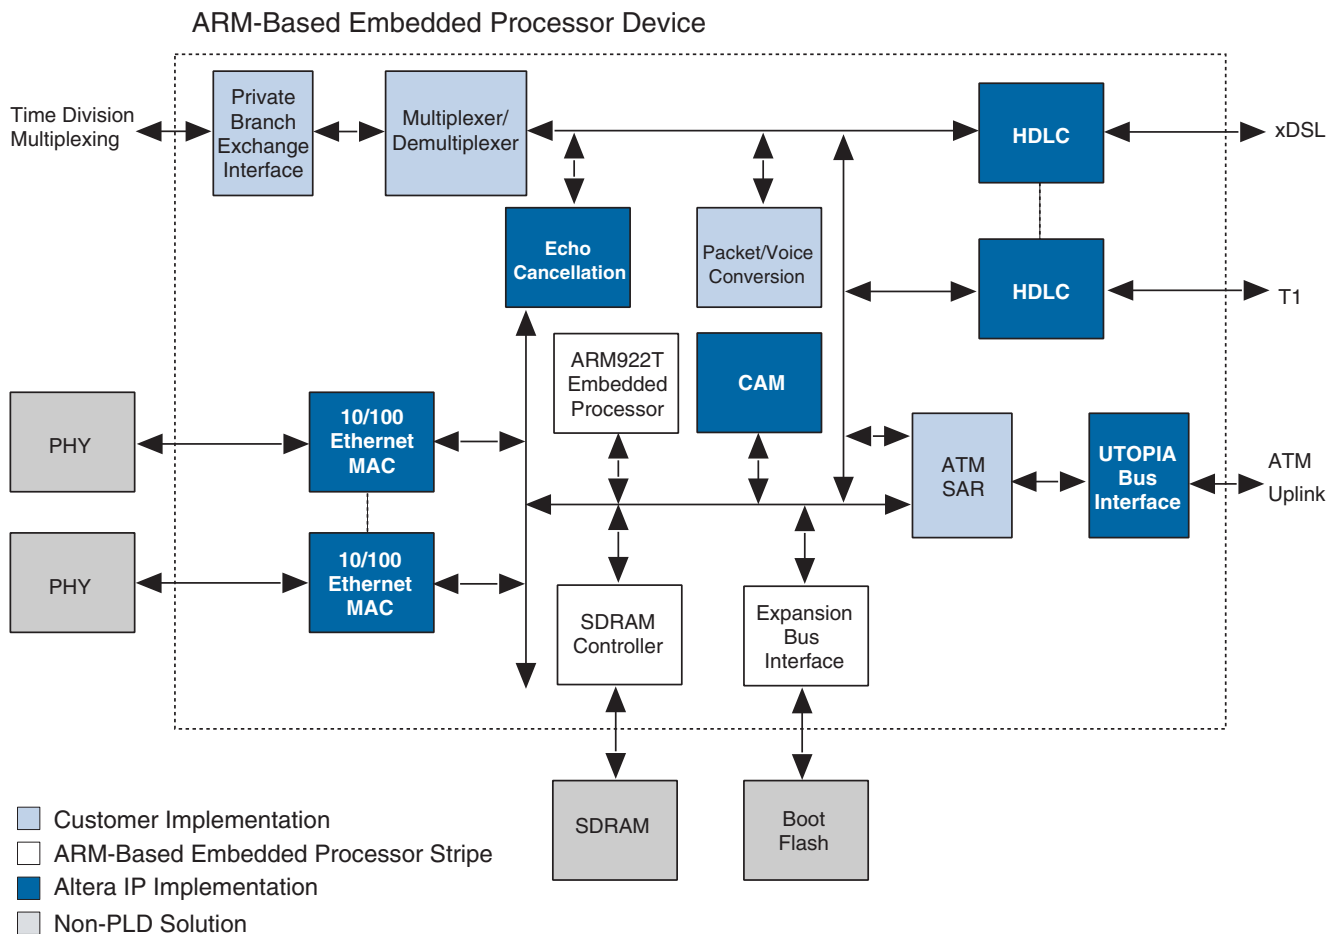 ARM-Based Embedded Processor Device
Time Division
Multiplexing
Private
Branch
Exchange
Interface
Multiplexer/
Demultiplexer
HDLC
xDSL
Echo
Cancellation
Packet/Voice
Conversion
HDLC
T1
ARM922T
Embedded
Processor
CAM
PHY
10/100
Ethernet
MAC
ATM
SAR
UTOPIA
Bus
Interface
ATM
Uplink
PHY
10/100
Ethernet
MAC
SDRAM
Controller
Expansion
Bus
Interface
SDRAM
Boot
Flash
Customer Implementation
ARM-Based Embedded Processor Stripe
Altera IP Implementation
Non-PLD Solution